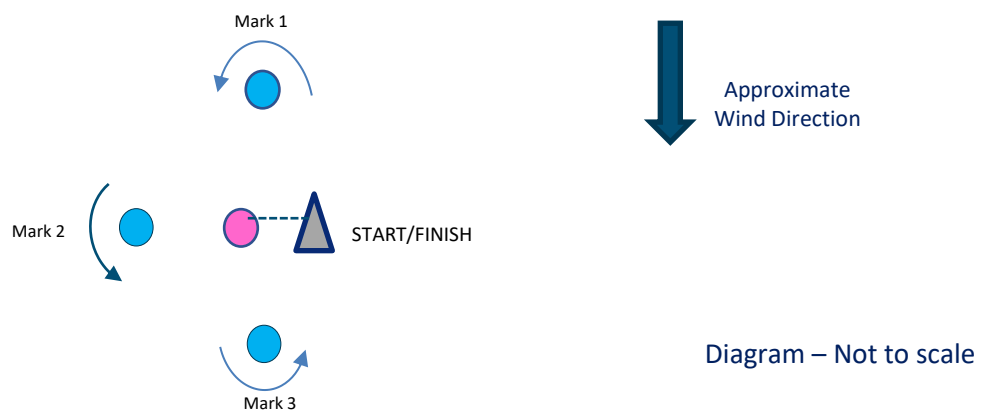 Mark 1
Approximate
Wind Direction
Mark 2
START/FINISH
Diagram – Not to scale
Mark 3